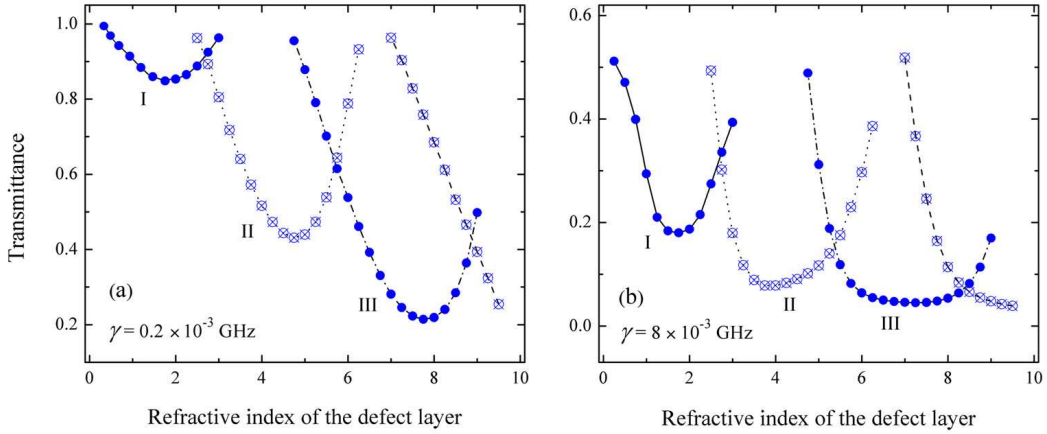 1.0
0.8
0.6
0.4
0.2
Transmittance
I
II
III
(a)
γ = 0.2 × 10⁻³ GHz
0 2 4 6 8 10
Refractive index of the defect layer
0.6
0.4
0.2
0.0
I
II
III
(b)
γ = 8 × 10⁻³ GHz
0 2 4 6 8 10
Refractive index of the defect layer